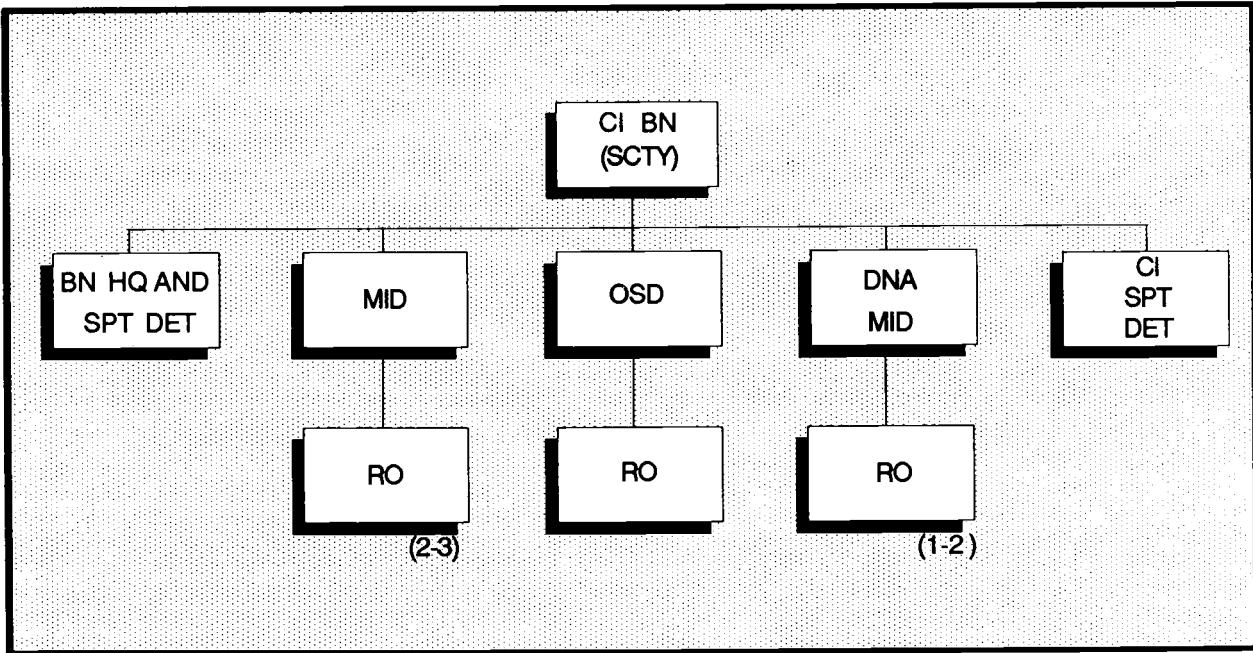 CI BN
(SCTY)
BN HQ AND
SPT DET
MID
OSD
DNA
MID
CI
SPT
DET
RO
(2-3)
RO
RO
(1-2)